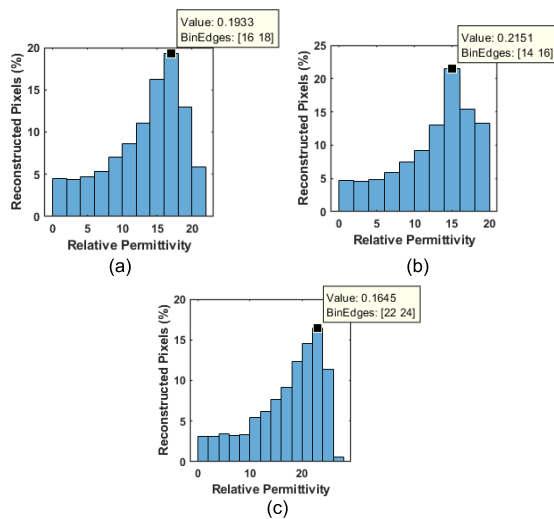 Value: 0.1933
BinEdges: [16 18]
20
15
10
5
0
Reconstructed Pixels (%)
0 5 10 15 20
Relative Permittivity
(a)
Value: 0.2151
BinEdges: [14 16]
25
20
15
10
5
0
Reconstructed Pixels (%)
0 5 10 15 20
Relative Permittivity
(b)
Value: 0.1645
BinEdges: [22 24]
20
15
10
5
0
Reconstructed Pixels (%)
0 10 20
Relative Permittivity
(c)